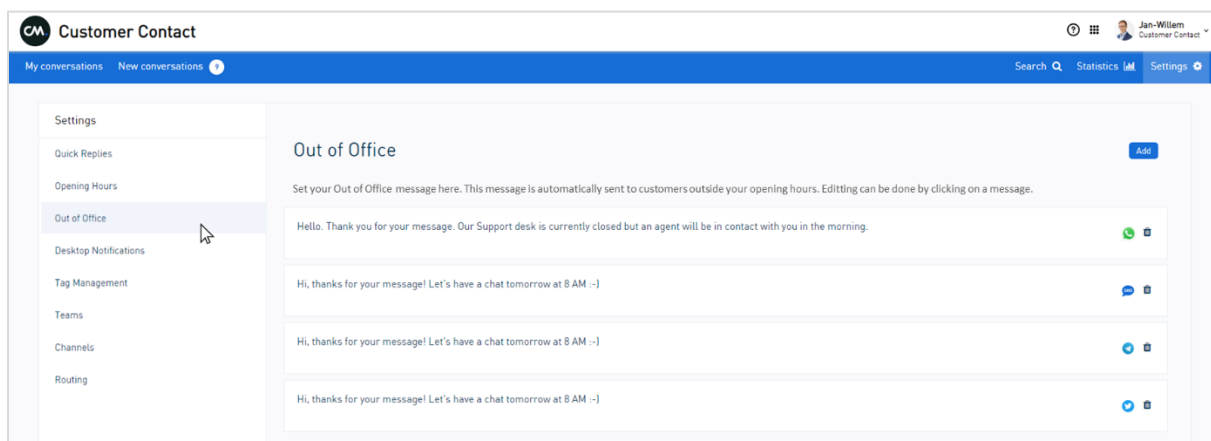 CM. Customer Contact
Jan-Willem
Customer Contact
My conversations New conversations 9
Search Statistics Settings
Settings
Quick Replies
Opening Hours
Out of Office
Desktop Notifications
Tag Management
Teams
Channels
Routing
Out of Office
Add
Set your Out of Office message here. This message is automatically sent to customers outside your opening hours. Editting can be done by clicking on a message.
Hello. Thank you for your message. Our Support desk is currently closed but an agent will be in contact with you in the morning.
Hi, thanks for your message! Let's have a chat tomorrow at 8 AM :-)
Hi, thanks for your message! Let's have a chat tomorrow at 8 AM :-)
Hi, thanks for your message! Let's have a chat tomorrow at 8 AM :-)